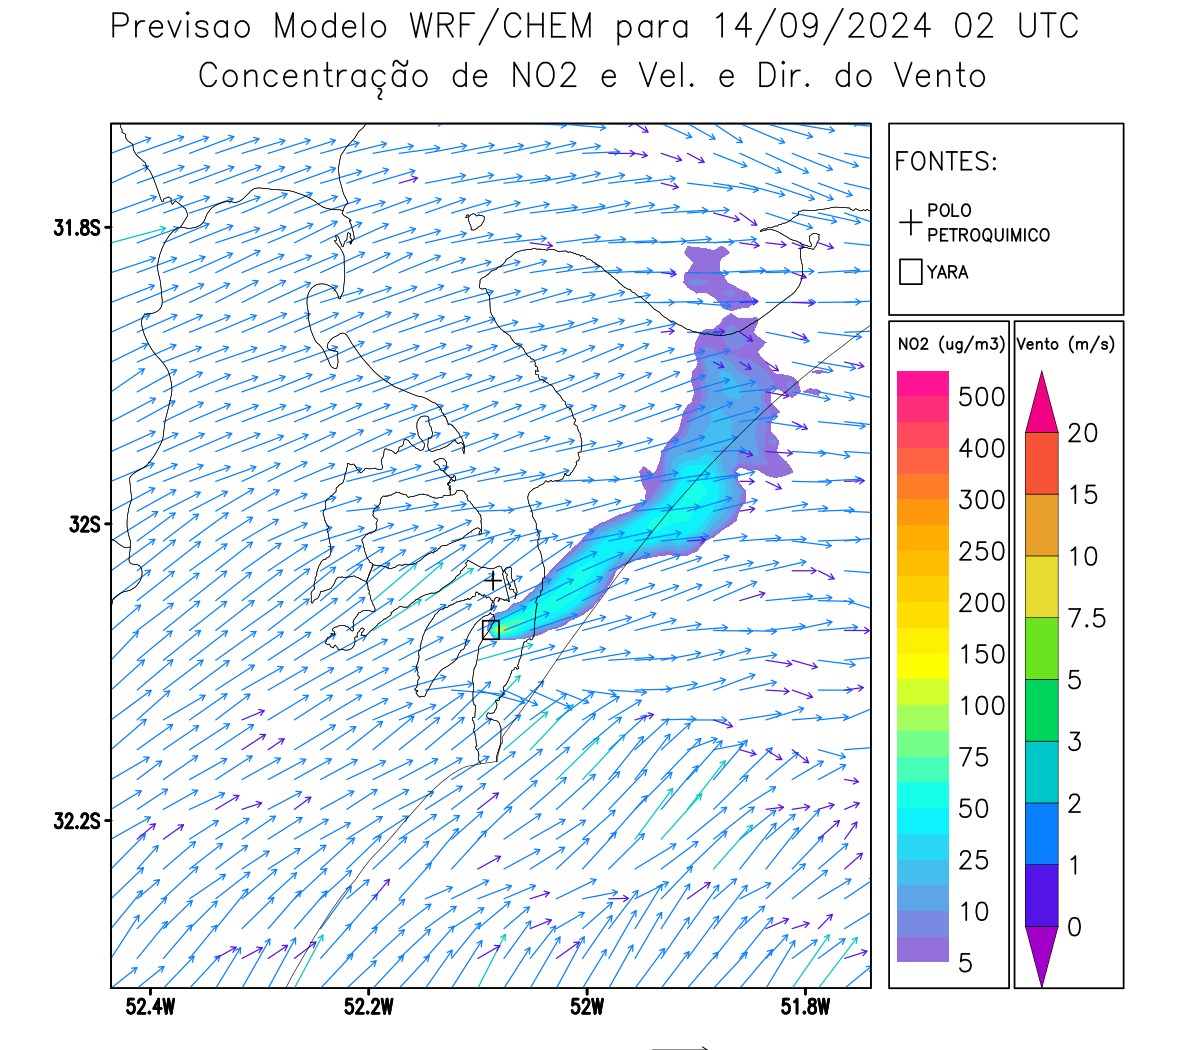 Previsao Modelo WRF/CHEM para 14/09/2024 02 UTC
Concentração de NO2 e Vel. e Dir. do Vento
FONTES:
POLO
PETROQUIMICO
YARA
NO2 (ug/m3)
500
400
300
250
200
150
100
75
50
25
10
5
Vento (m/s)
20
15
10
7.5
5
3
2
1
0
31.8S
32S
32.2S
52.4W
52.2W
52W
51.8W